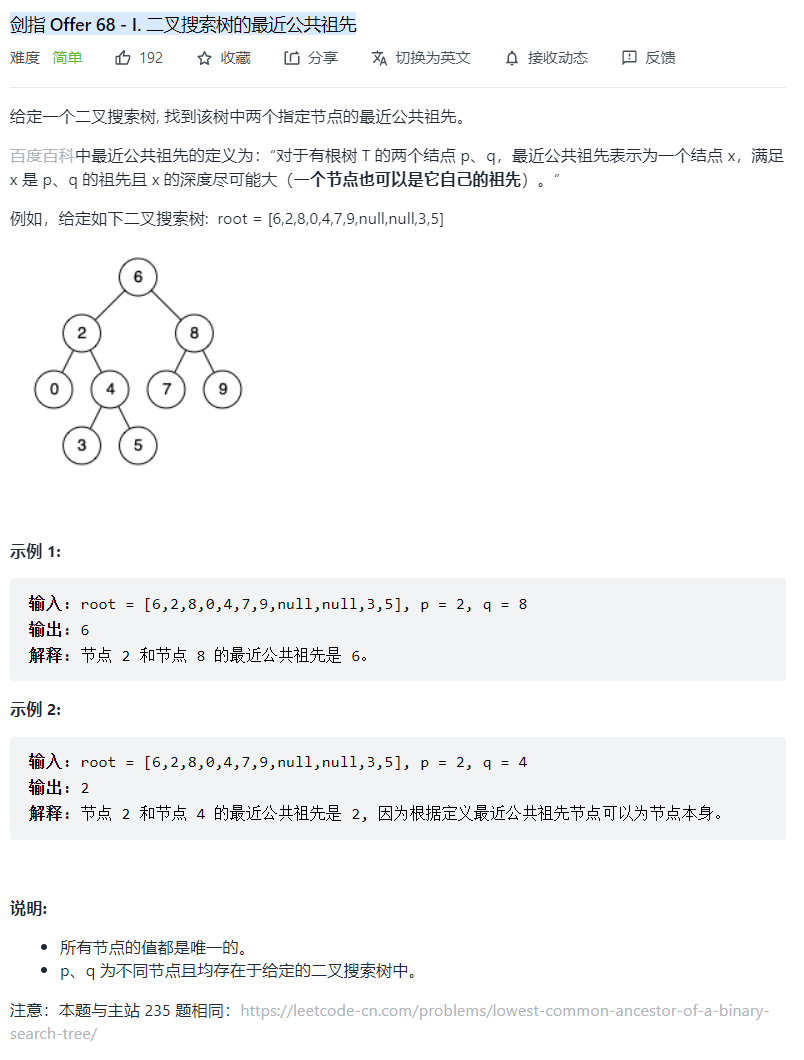 剑指 Offer 68 - I. 二叉搜索树的最近公共祖先
难度 简单 192 收藏 分享 切换为英文 接收动态 反馈
给定一个二叉搜索树, 找到该树中两个指定节点的最近公共祖先。
百度百科中最近公共祖先的定义为：“对于有根树 T 的两个结点 p、q，最近公共祖先表示为一个结点 x，满足
x 是 p、q 的祖先且 x 的深度尽可能大（一个节点也可以是它自己的祖先）。”
例如，给定如下二叉搜索树: root = [6,2,8,0,4,7,9,null,null,3,5]
6
2 8
0 4 7 9
3 5
示例 1:
输入: root = [6,2,8,0,4,7,9,null,null,3,5], p = 2, q = 8
输出: 6
解释: 节点 2 和节点 8 的最近公共祖先是 6。
示例 2:
输入: root = [6,2,8,0,4,7,9,null,null,3,5], p = 2, q = 4
输出: 2
解释: 节点 2 和节点 4 的最近公共祖先是 2, 因为根据定义最近公共祖先节点可以为节点本身。
说明:
• 所有节点的值都是唯一的。
• p、q 为不同节点且均存在于给定的二叉搜索树中。
注意：本题与主站 235 题相同：https://leetcode-cn.com/problems/lowest-common-ancestor-of-a-binary-
search-tree/